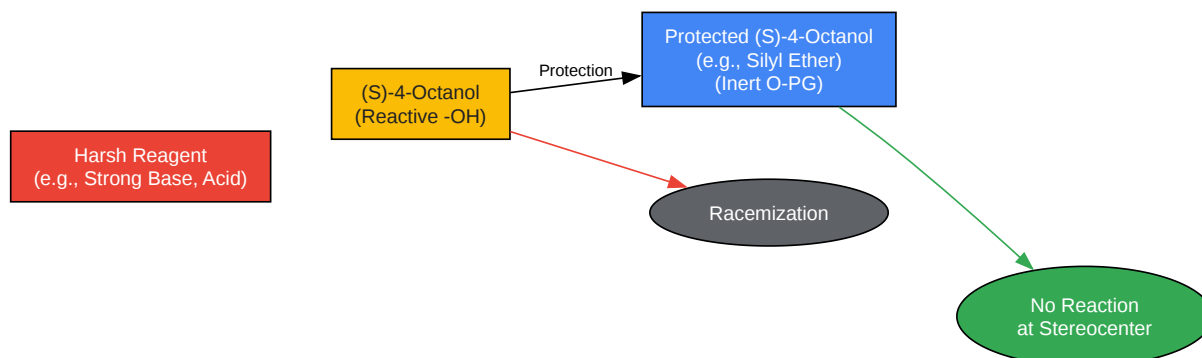 Harsh Reagent
(e.g., Strong Base, Acid)
(S)-4-Octanol
(Reactive -OH)
Protection
Protected (S)-4-Octanol
(e.g., Silyl Ether)
(Inert O-PG)
Racemization
No Reaction
at Stereocenter